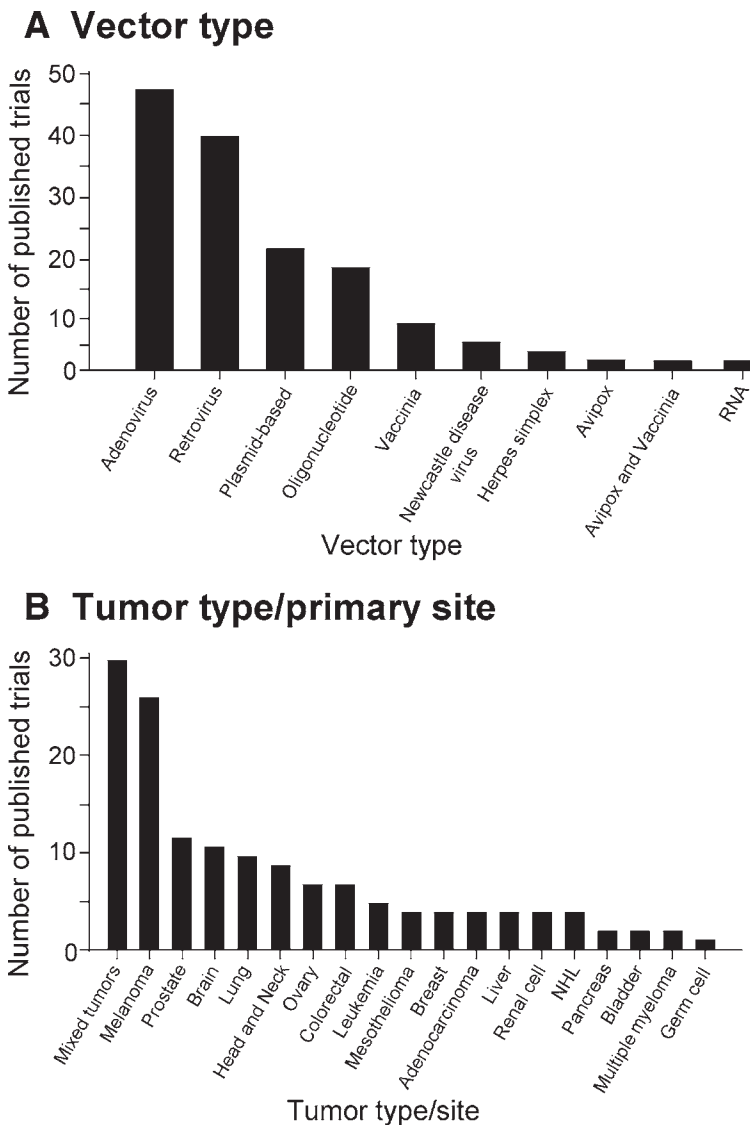 A Vector type
Number of published trials
50
40
30
20
10
0
Adenovirus
Retrovirus
Plasmid-based
Oligonucleotide
Vaccinia
Newcastle disease
virus
Herpes simplex
Avipox
Avipox and Vaccinia
RNA
Vector type
B Tumor type/primary site
Number of published trials
30
20
10
0
Mixed tumors
Melanoma
Prostate
Brain
Lung
Head and Neck
Ovary
Colorectal
Leukemia
Mesothelioma
Breast
Adenocarcinoma
Liver
Renal cell
NHL
Pancreas
Bladder
Multiple myeloma
Germ cell
Tumor type/site